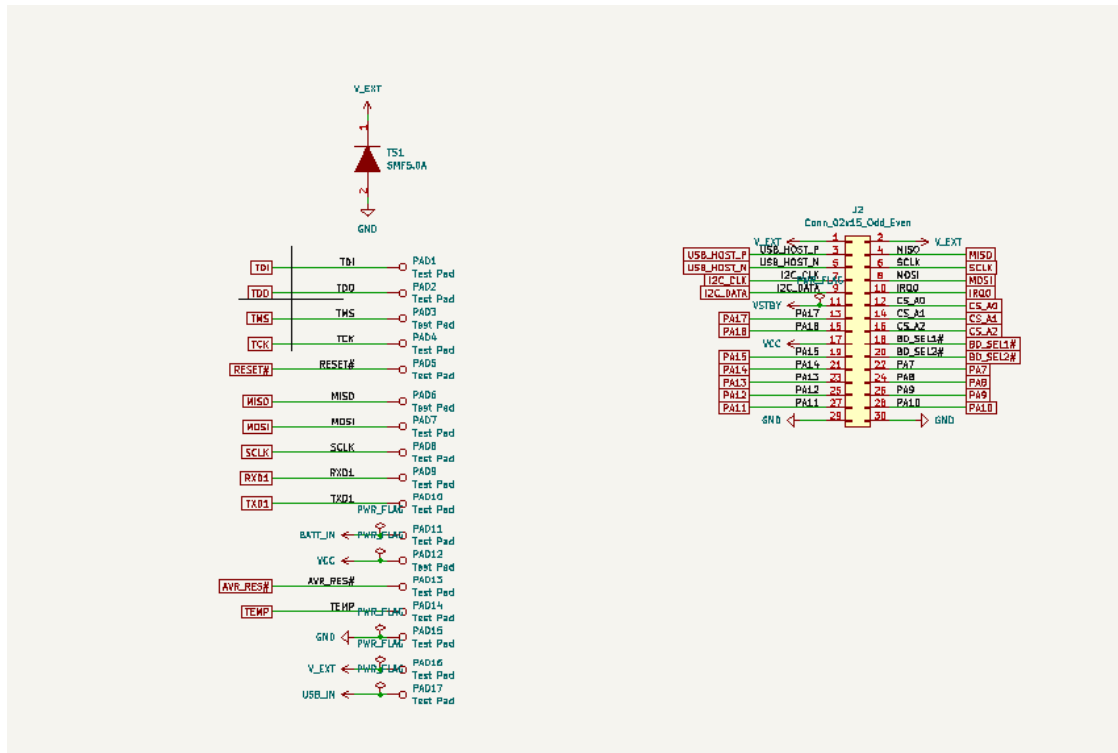 V_EXT
1
TS1
SMF5.0A
2
GND
TDI TDI PAD1
Test Pad
TDO TDO PAD2
Test Pad
TMS TMS PAD3
Test Pad
TCK TCK PAD4
Test Pad
RESET# RESET# PAD5
Test Pad
MISO MISO PAD6
Test Pad
MOSI MOSI PAD7
Test Pad
SCLK SCLK PAD8
Test Pad
RXD1 RXD1 PAD9
Test Pad
TXD1 TXD1 PAD10
PWR_FLAG Test Pad
BATT_IN PWR_FLAG PAD11
Test Pad
VCC PAD12
Test Pad
AVR_RES# AVR_RES# PAD13
Test Pad
TEMP TEMP PWR_FLAG PAD14
Test Pad
GND PAD15
PWR_FLAG Test Pad
V_EXT PWR_FLAG PAD16
Test Pad
USB_IN PAD17
Test Pad
J2
Conn_02x15_Odd_Even
V_EXT 1 2 V_EXT
USB_HOST_P USB_HOST_P 3 4 MISO MISO
USB_HOST_N USB_HOST_N 5 6 SCLK SCLK
I2C_CLK I2C_CLK 7 8 MOSI MOSI
PWR_FLAG
I2C_DATA I2C_DATA 9 10 IRQ0 IRQ0
VSTBY 11 12 CS_A0 CS_A0
PA17 PA17 13 14 CS_A1 CS_A1
PA18 PA18 15 16 CS_A2 CS_A2
VCC 17 18 BD_SEL1# BD_SEL1#
PA15 PA15 19 20 BD_SEL2# BD_SEL2#
PA14 PA14 21 22 PA7 PA7
PA13 PA13 23 24 PA8 PA8
PA12 PA12 25 26 PA9 PA9
PA11 PA11 27 28 PA10 PA10
GND 29 30 GND